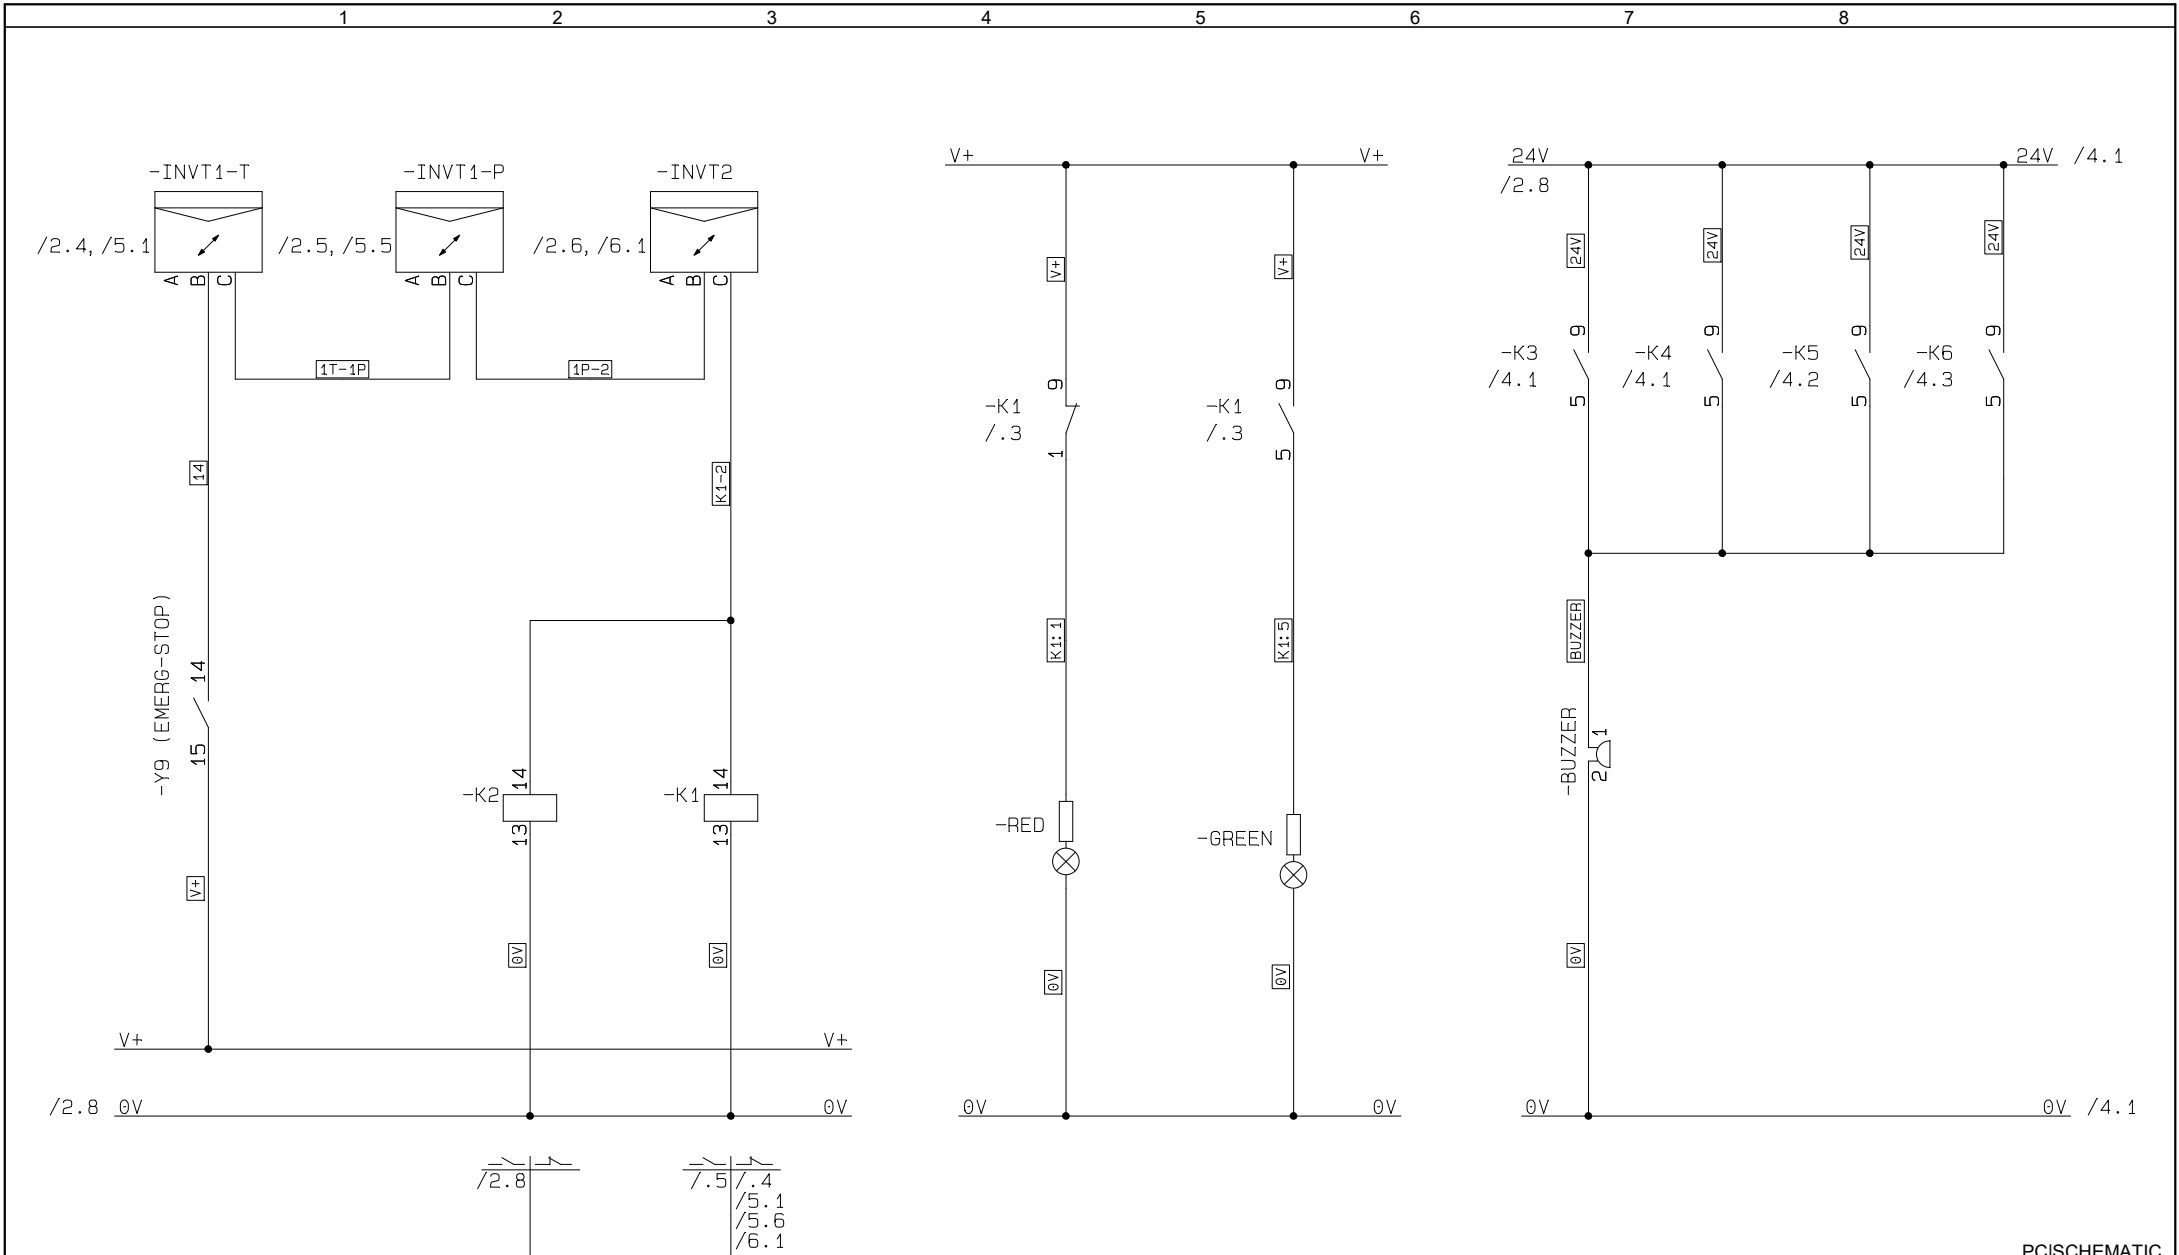 1 2 3 4 5 6 7 8
V+ V+ 24V 24V /4.1
/2.8
-INVT1-T -INVT1-P -INVT2
/2.4, /5.1 /2.5, /5.5 /2.6, /6.1
A B C A B C A B C
V+ V+ 24V 24V 24V 24V
1T-1P 1P-2
9 9 9 9 9 9
-K3 -K4 -K5 -K6
/4.1 /4.1 /4.2 /4.3
5 5 5 5
-K1 -K1
/.3 /.3
1 5
14 K1-2
K1:1 K1:5 BUZZER
-Y9 (EMERG-STOP)
14
15
-BUZZER
1
2
14 14
-K2 -K1
13 13
-RED -GREEN
V+
0V 0V 0V 0V 0V
V+ V+
/2.8 0V 0V 0V 0V 0V 0V /4.1
/2.8 /.5 /.4
/5.1
/5.6
/6.1
PC|SCHEMATIC